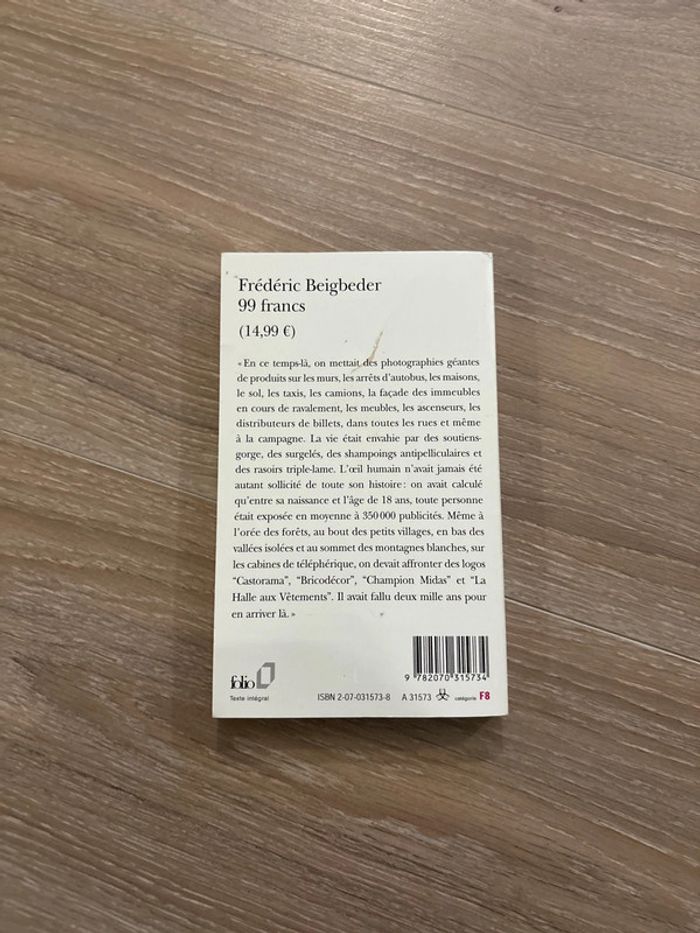 Frédéric Beigbeder
99 francs
(14,99 €)
« En ce temps-là, on mettait des photographies géantes
de produits sur les murs, les arrêts d'autobus, les maisons,
le sol, les taxis, les camions, la façade des immeubles
en cours de ravalement, les meubles, les ascenseurs, les
distributeurs de billets, dans toutes les rues et même
à la campagne. La vie était envahie par des soutiens-
gorge, des surgelés, des shampoings antipelliculaires et
des rasoirs triple-lame. L'œil humain n'avait jamais été
autant sollicité de toute son histoire : on avait calculé
qu'entre sa naissance et l'âge de 18 ans, toute personne
était exposée en moyenne à 350 000 publicités. Même à
l'orée des forêts, au bout des petits villages, en bas des
vallées isolées et au sommet des montagnes blanches, sur
les cabines de téléphérique, on devait affronter des logos
“Castorama”, “Bricodécor”, “Champion Midas” et “La
Halle aux Vêtements”. Il avait fallu deux mille ans pour
en arriver là. »
9 782070 315734
folio
Texte intégral
ISBN 2-07-031573-8 A 31573 catégorie F8